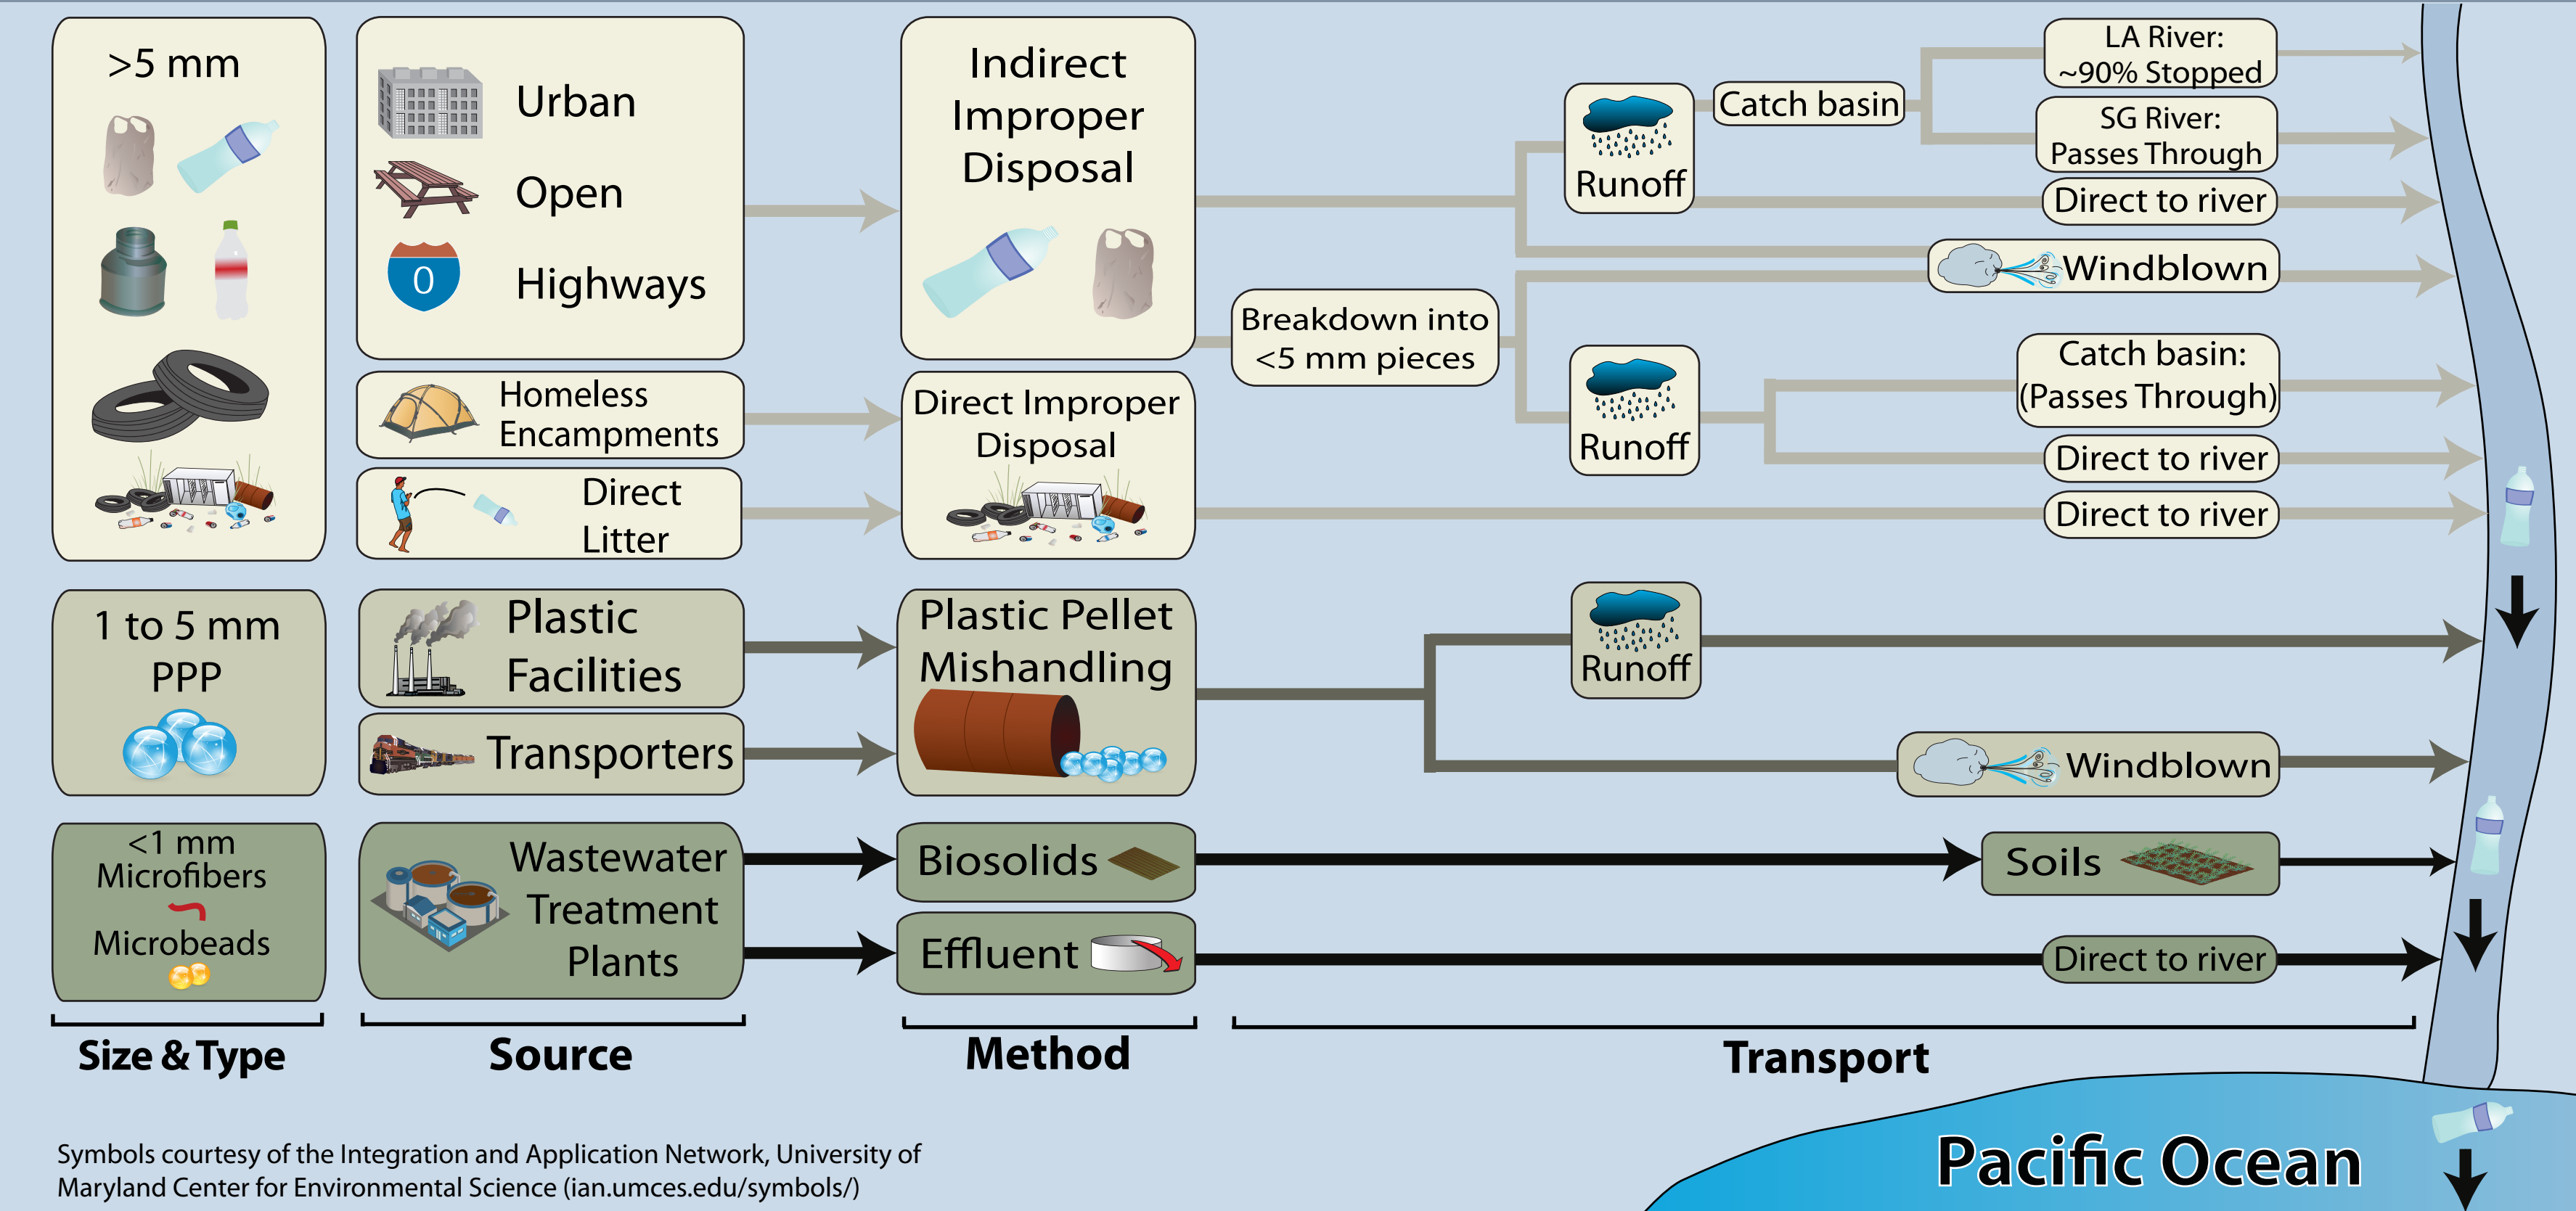 >5 mm
Urban
Open
0
Highways
Indirect
Improper
Disposal
Runoff
Catch basin
LA River:
~90% Stopped
SG River:
Passes Through
Direct to river
Windblown
Breakdown into
<5 mm pieces
Runoff
Catch basin:
(Passes Through)
Direct to river
Homeless
Encampments
Direct
Litter
Direct Improper
Disposal
Direct to river
1 to 5 mm
PPP
Plastic
Facilities
Transporters
Plastic Pellet
Mishandling
Runoff
Windblown
<1 mm
Microfibers
Microbeads
Wastewater
Treatment
Plants
Biosolids
Soils
Effluent
Direct to river
Size & Type
Source
Method
Transport
Symbols courtesy of the Integration and Application Network, University of
Maryland Center for Environmental Science (ian.umces.edu/symbols/)
Pacific Ocean